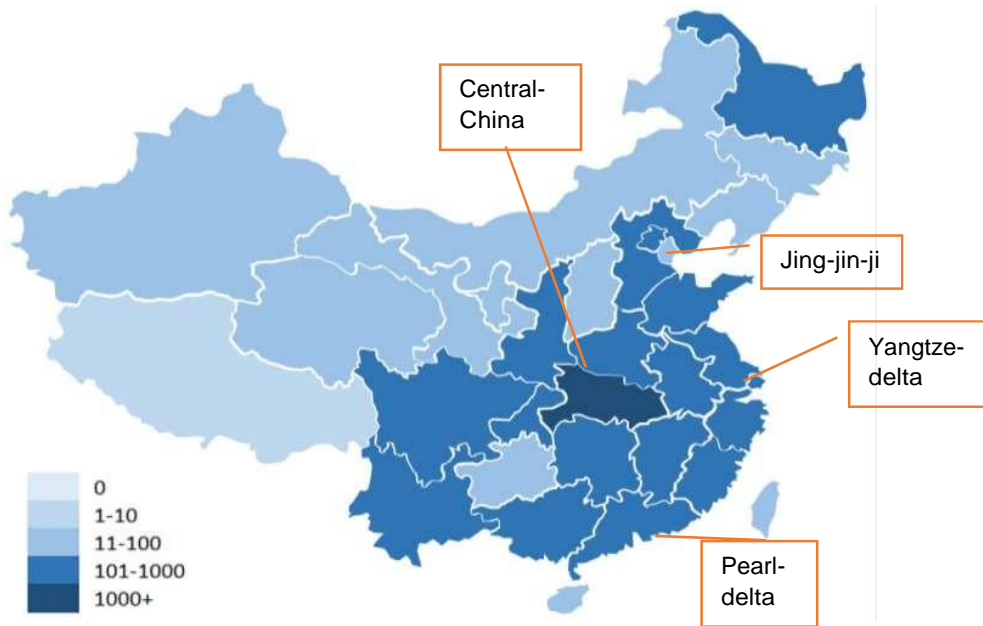 Central-
China
Jing-jin-ji
Yangtze-
delta
0
1-10
11-100
101-1000
1000+
Pearl-
delta